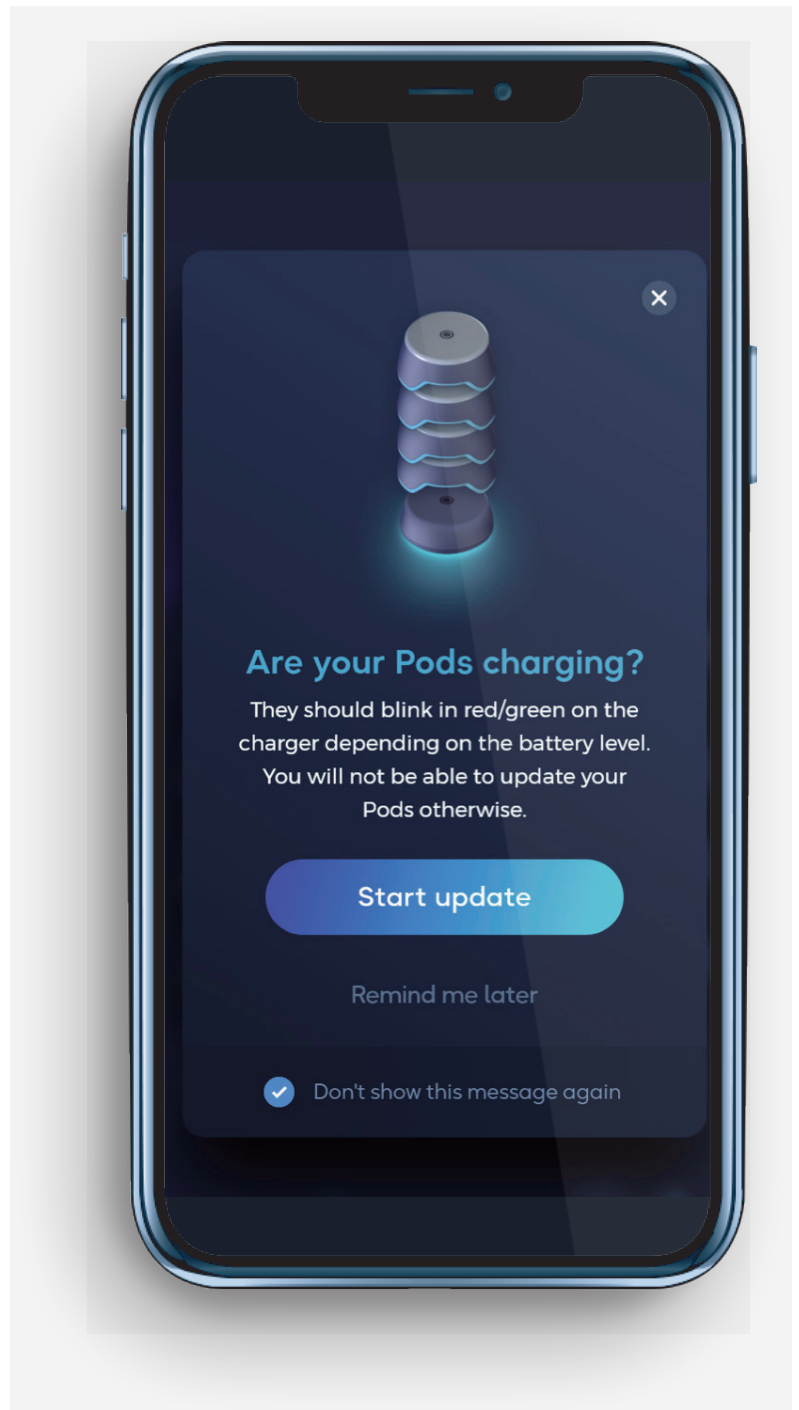 Are your Pods charging?
They should blink in red/green on the
charger depending on the battery level.
You will not be able to update your
Pods otherwise.
Start update
Remind me later
Don't show this message again